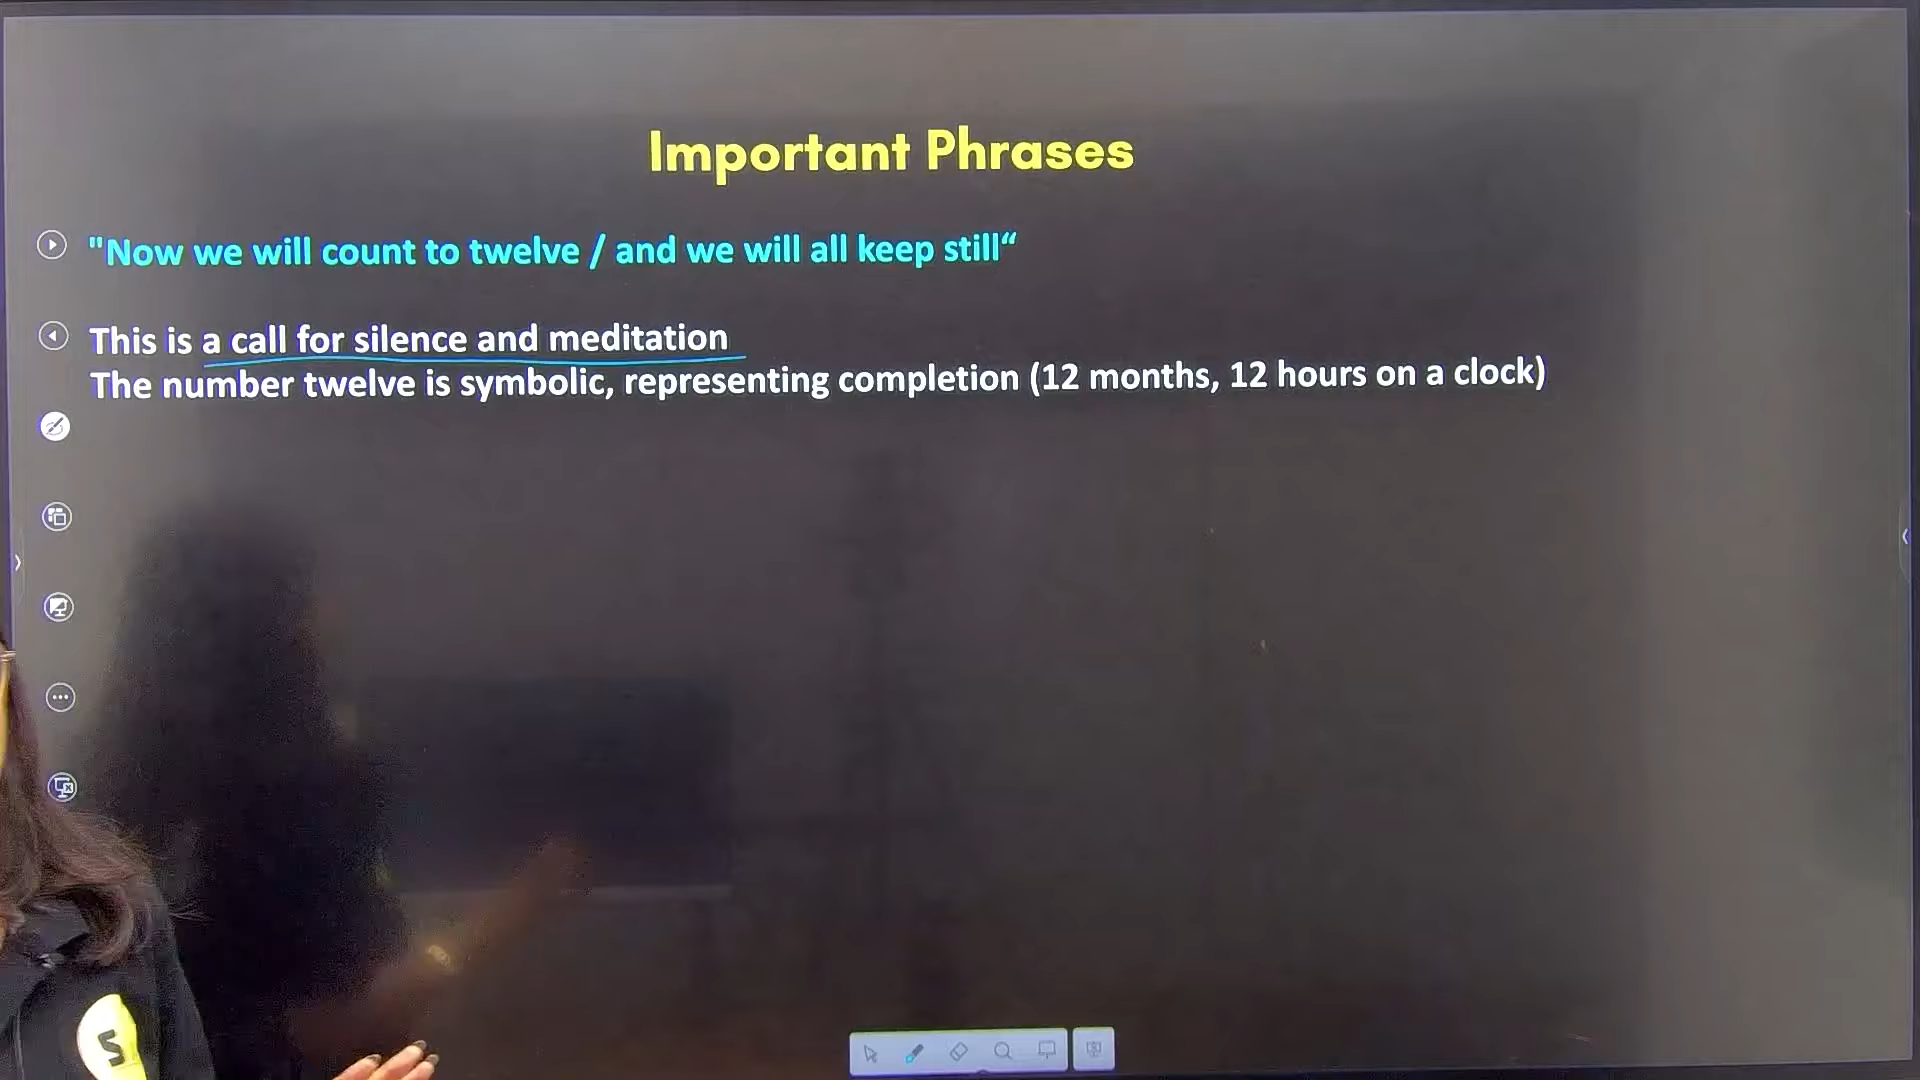 Important Phrases
"Now we will count to twelve / and we will all keep still“
This is a call for silence and meditation
The number twelve is symbolic, representing completion (12 months, 12 hours on a clock)